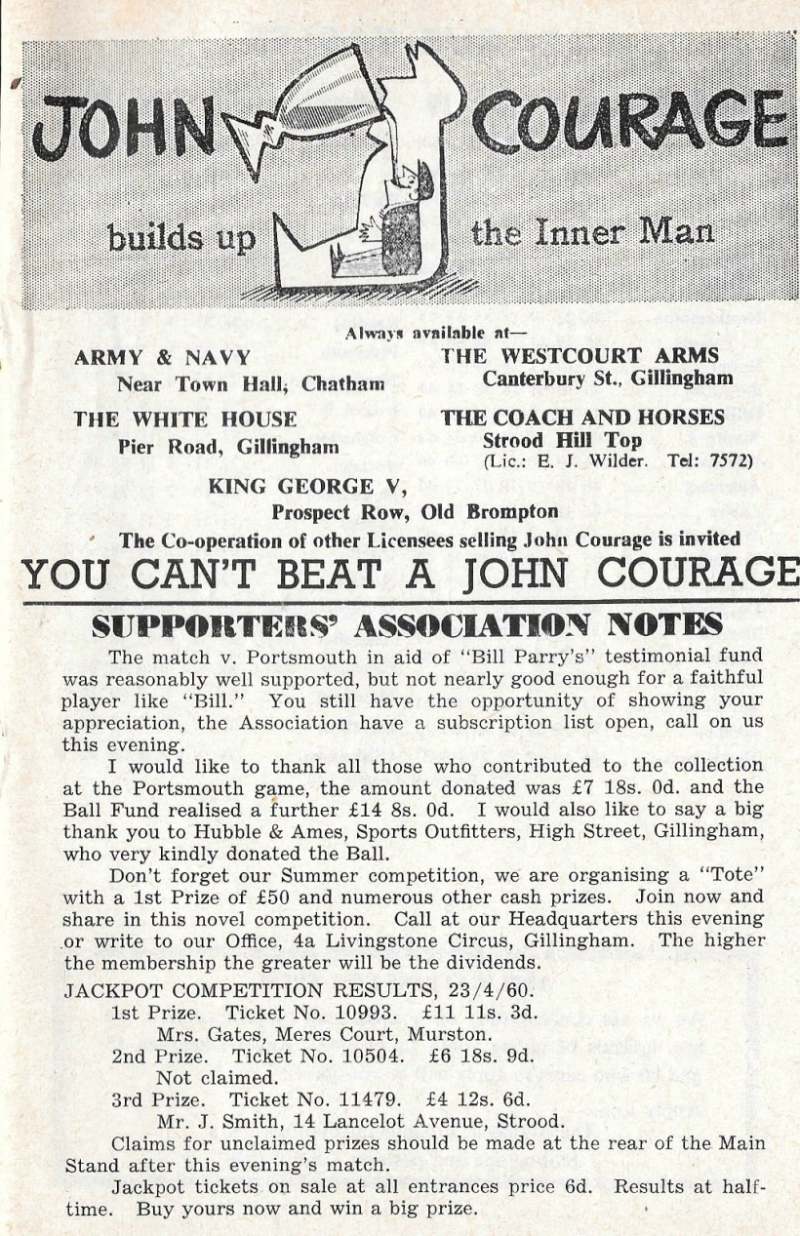 JOHN COURAGE
builds up the Inner Man
Always available at—
ARMY & NAVY
Near Town Hall, Chatham
THE WESTCOURT ARMS
Canterbury St., Gillingham
THE WHITE HOUSE
Pier Road, Gillingham
THE COACH AND HORSES
Strood Hill Top
(Lic.: E. J. Wilder. Tel: 7572)
KING GEORGE V,
Prospect Row, Old Brompton
The Co-operation of other Licensees selling John Courage is invited
YOU CAN'T BEAT A JOHN COURAGE
SUPPORTERS' ASSOCIATION NOTES
The match v. Portsmouth in aid of "Bill Parry's" testimonial fund
was reasonably well supported, but not nearly good enough for a faithful
player like "Bill." You still have the opportunity of showing your
appreciation, the Association have a subscription list open, call on us
this evening.
I would like to thank all those who contributed to the collection
at the Portsmouth game, the amount donated was £7 18s. 0d. and the
Ball Fund realised a further £14 8s. 0d. I would also like to say a big
thank you to Hubble & Ames, Sports Outfitters, High Street, Gillingham,
who very kindly donated the Ball.
Don't forget our Summer competition, we are organising a "Tote"
with a 1st Prize of £50 and numerous other cash prizes. Join now and
share in this novel competition. Call at our Headquarters this evening
or write to our Office, 4a Livingstone Circus, Gillingham. The higher
the membership the greater will be the dividends.
JACKPOT COMPETITION RESULTS, 23/4/60.
1st Prize. Ticket No. 10993. £11 11s. 3d.
Mrs. Gates, Meres Court, Murston.
2nd Prize. Ticket No. 10504. £6 18s. 9d.
Not claimed.
3rd Prize. Ticket No. 11479. £4 12s. 6d.
Mr. J. Smith, 14 Lancelot Avenue, Strood.
Claims for unclaimed prizes should be made at the rear of the Main
Stand after this evening's match.
Jackpot tickets on sale at all entrances price 6d. Results at half-
time. Buy yours now and win a big prize.